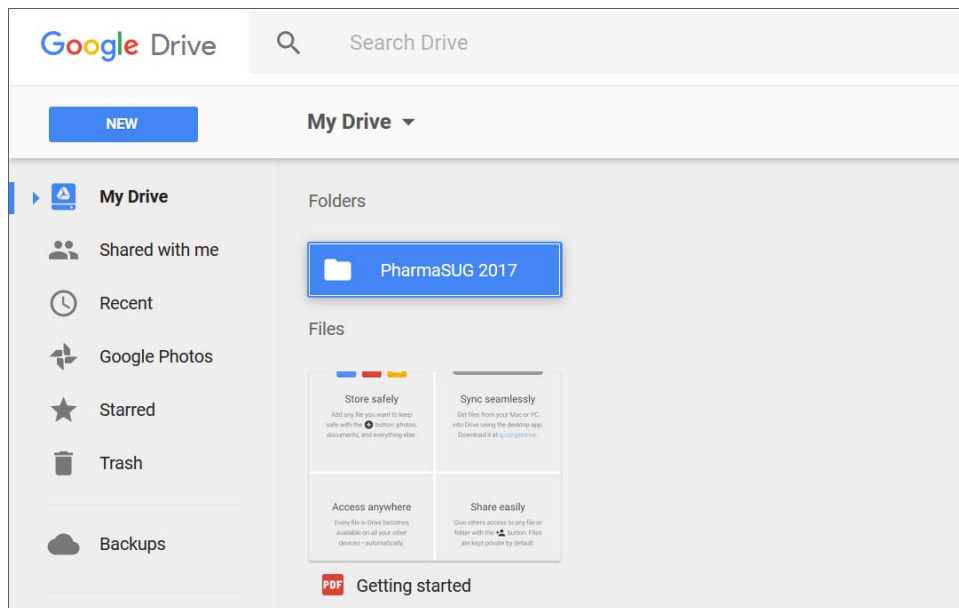 Google Drive
Search Drive
NEW
My Drive
My Drive
Shared with me
Recent
Google Photos
Starred
Trash
Backups
Folders
PharmaSUG 2017
Files
Store safely
Add any file you want to keep
safe with the button: photos,
documents, and everything else.
Sync seamlessly
Get files from your Mac or PC
into Drive using the desktop app.
Download it at g.co/getdrive.
Access anywhere
Every file in Drive becomes
available on all your other
devices—automatically.
Share easily
Give others access to any file or
folder with the button. Files
are kept private by default.
PDF Getting started